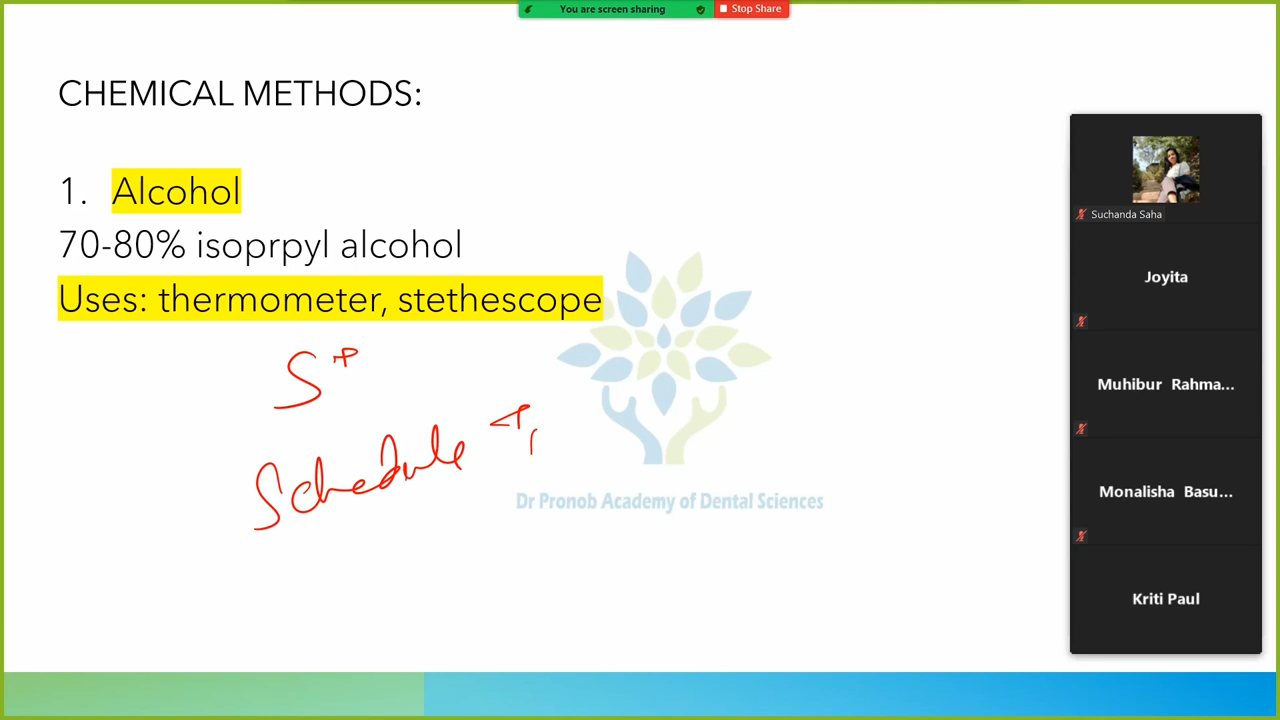 You are screen sharing
Stop Share
CHEMICAL METHODS:
1. Alcohol
70-80% isoprpyl alcohol
Uses: thermometer, stethescope
S
Schedule
Dr Pronob Academy of Dental Sciences
Suchanda Saha
Joyita
Muhibur Rahma...
Monalisha Basu...
Kriti Paul